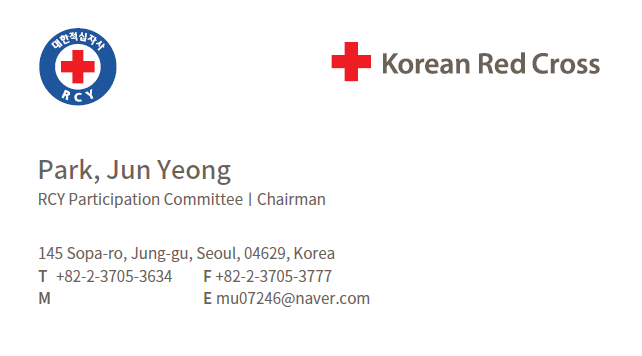 대한적십자사
RCY
Korean Red Cross
Park, Jun Yeong
RCY Participation Committee | Chairman
145 Sopa-ro, Jung-gu, Seoul, 04629, Korea
T +82-2-3705-3634 F +82-2-3705-3777
M E mu07246@naver.com